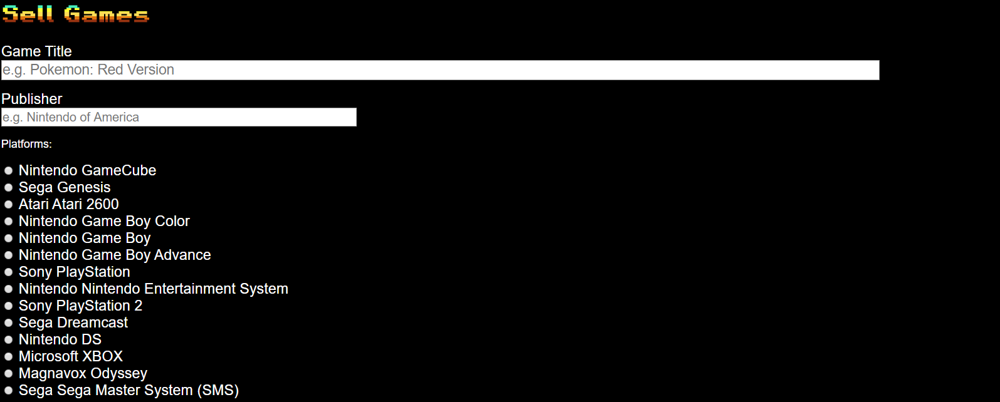 Sell Games
Game Title
e.g. Pokemon: Red Version
Publisher
e.g. Nintendo of America
Platforms:
Nintendo GameCube
Sega Genesis
Atari Atari 2600
Nintendo Game Boy Color
Nintendo Game Boy
Nintendo Game Boy Advance
Sony PlayStation
Nintendo Nintendo Entertainment System
Sony PlayStation 2
Sega Dreamcast
Nintendo DS
Microsoft XBOX
Magnavox Odyssey
Sega Sega Master System (SMS)